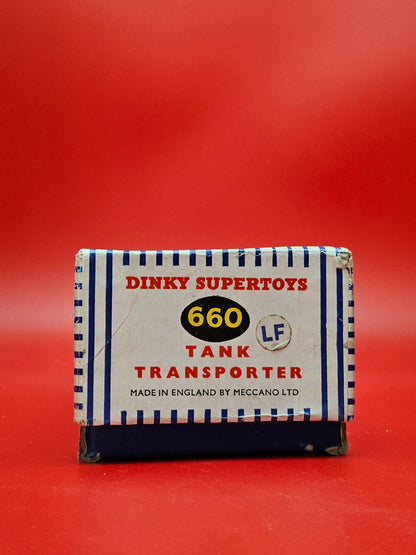 DINKY SUPERTOYS
660
LF
TANK
TRANSPORTER
MADE IN ENGLAND BY MECCANO LTD